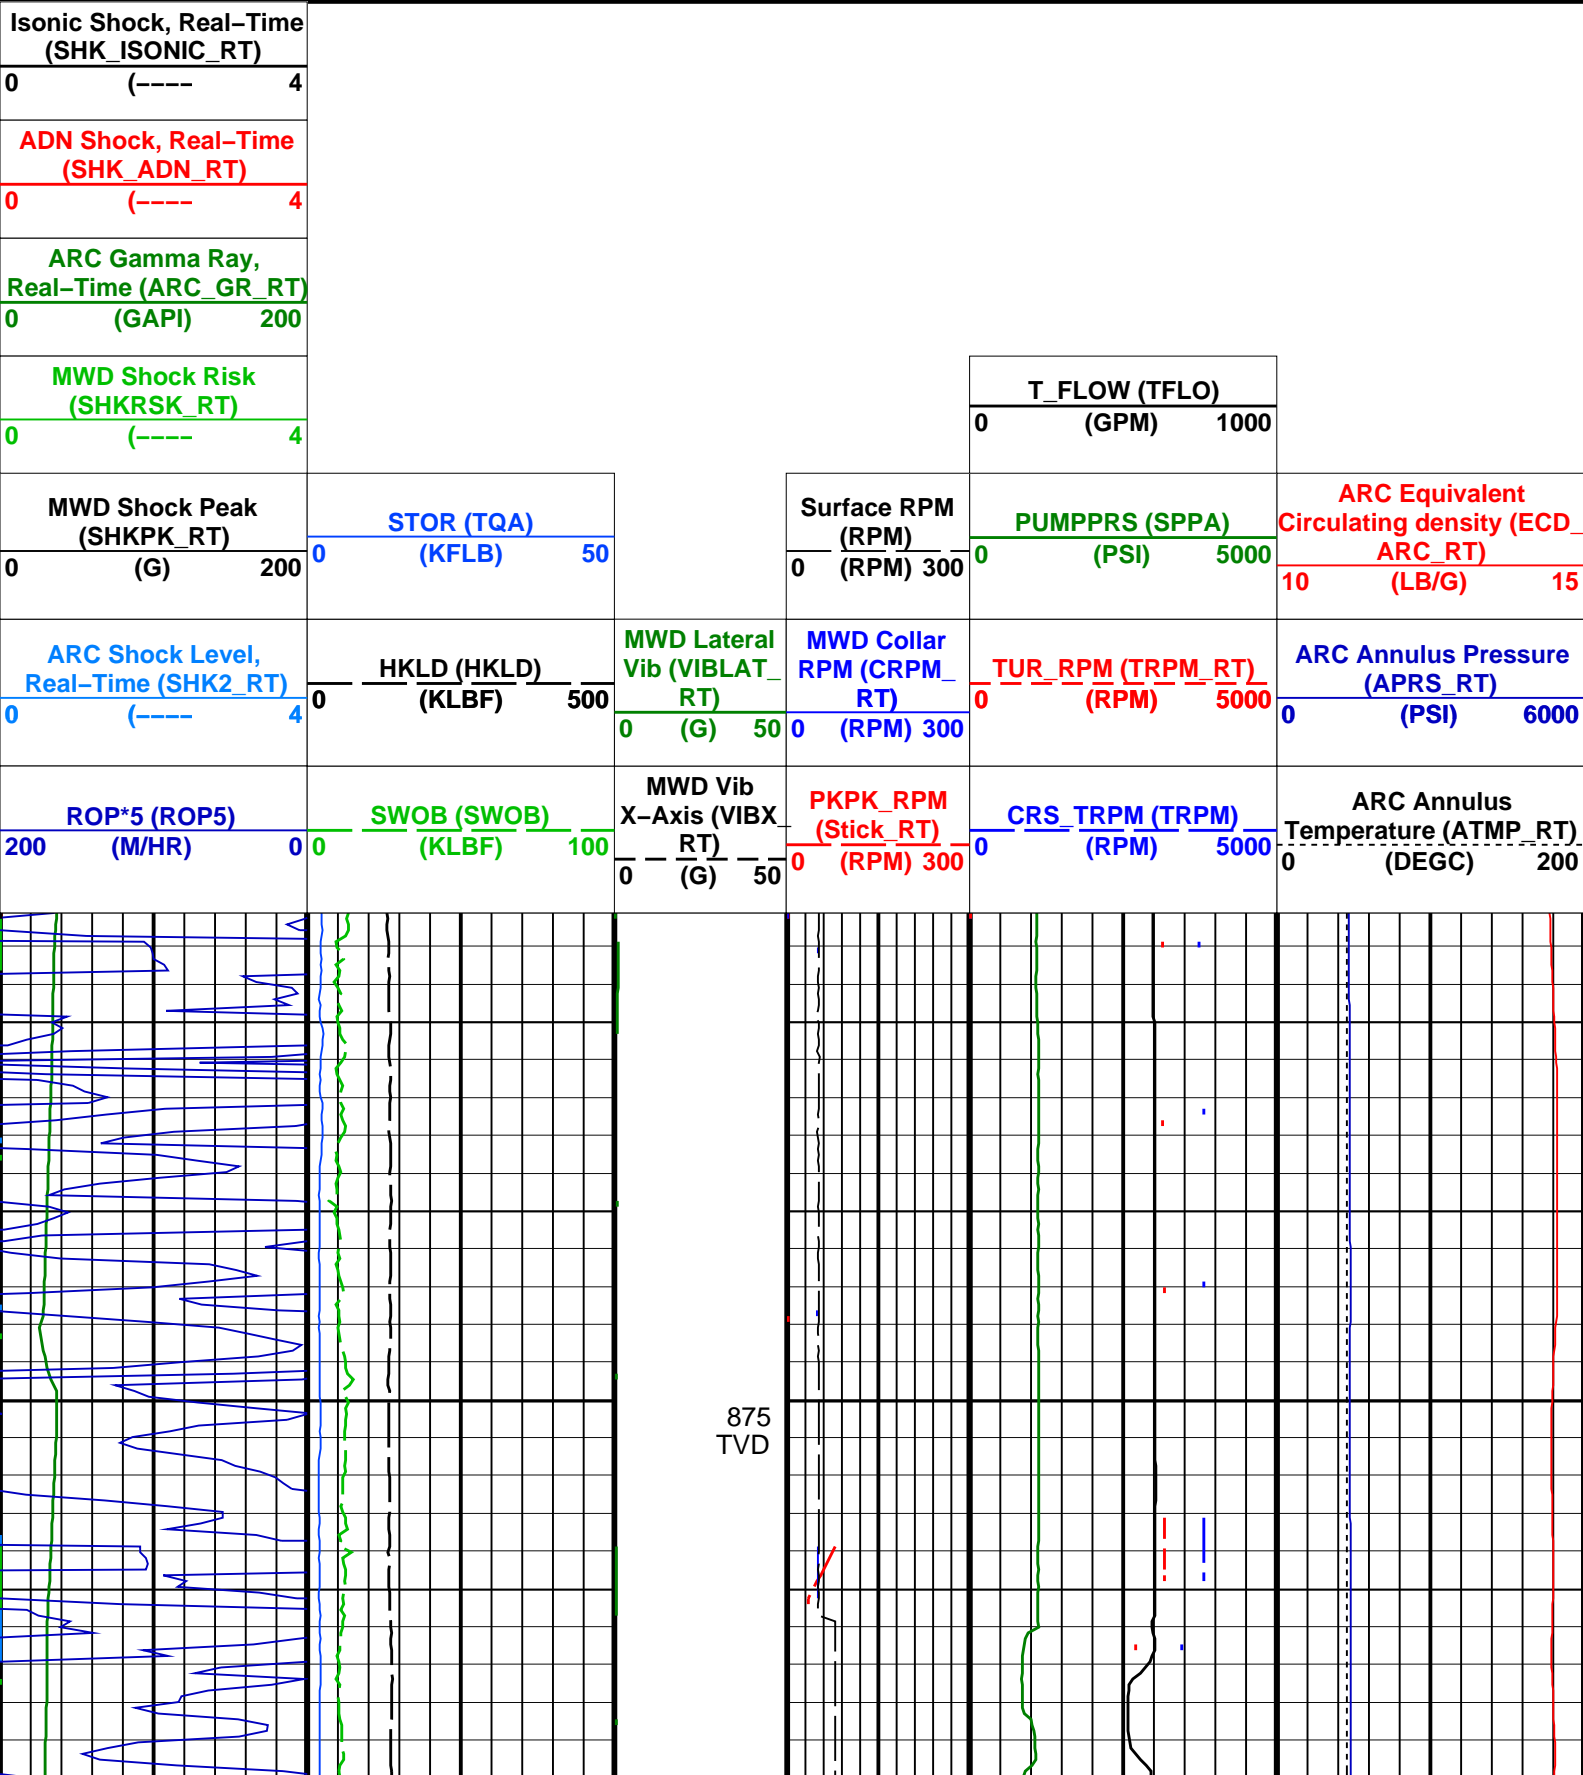 Isonic Shock, Real–Time
(SHK_ISONIC_RT)
0 (–––– 4
ADN Shock, Real–Time
(SHK_ADN_RT)
0 (–––– 4
ARC Gamma Ray,
Real–Time (ARC_GR_RT)
0 (GAPI) 200
MWD Shock Risk
(SHKRSK_RT)
0 (–––– 4
T_FLOW (TFLO)
0 (GPM) 1000
MWD Shock Peak
(SHKPK_RT)
0 (G) 200
STOR (TQA)
0 (KFLB) 50
Surface RPM
(RPM)
0 (RPM) 300
PUMPPRS (SPPA)
0 (PSI) 5000
ARC Equivalent
Circulating density (ECD_
ARC_RT)
10 (LB/G) 15
ARC Shock Level,
Real–Time (SHK2_RT)
0 (–––– 4
HKLD (HKLD)
0 (KLBF) 500
MWD Lateral
Vib (VIBLAT_
RT)
0 (G) 50
MWD Collar
RPM (CRPM_
RT)
0 (RPM) 300
TUR_RPM (TRPM_RT)
0 (RPM) 5000
ARC Annulus Pressure
(APRS_RT)
0 (PSI) 6000
ROP*5 (ROP5)
200 (M/HR) 0
SWOB (SWOB)
0 (KLBF) 100
MWD Vib
X–Axis (VIBX_
RT)
0 (G) 50
PKPK_RPM
(Stick_RT)
0 (RPM) 300
CRS_TRPM (TRPM)
0 (RPM) 5000
ARC Annulus
Temperature (ATMP_RT)
0 (DEGC) 200
875
TVD